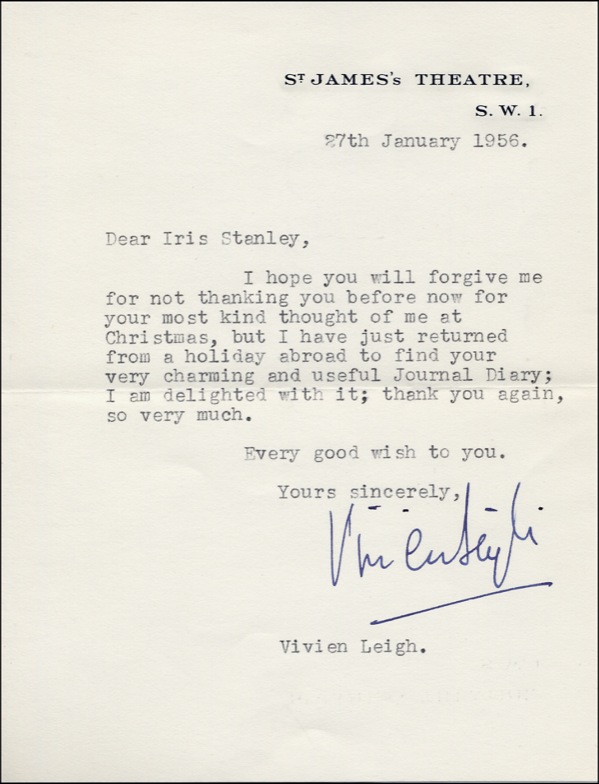 ST JAMES's THEATRE,
S. W. 1.
27th January 1956.
Dear Iris Stanley,
I hope you will forgive me
for not thanking you before now for
your most kind thought of me at
Christmas, but I have just returned
from a holiday abroad to find your
very charming and useful Journal Diary;
I am delighted with it; thank you again,
so very much.
Every good wish to you.
Yours sincerely,
Vivien Leigh
Vivien Leigh.